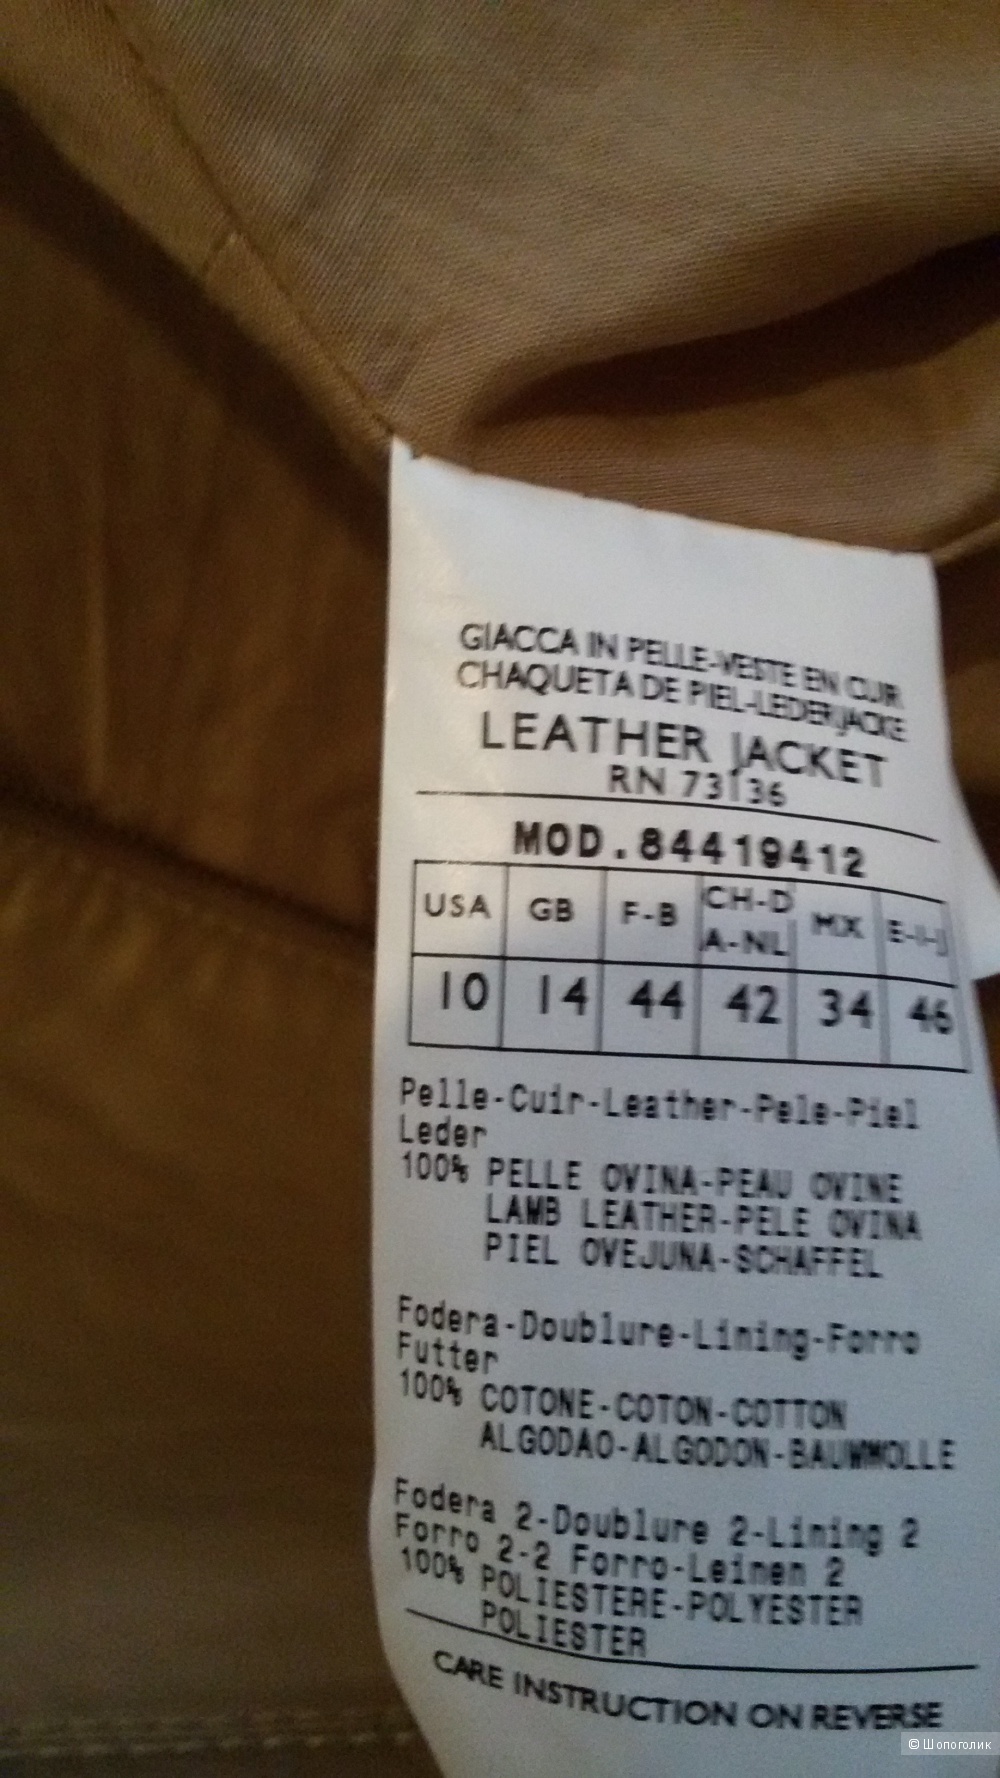 GIACCA IN PELLE-VESTE EN CUIR
CHAQUETA DE PIEL-LEDERJACKE
LEATHER JACKET
RN 73136
MOD.84419412
USA GB F-B CH-D A-NL MX E-I-J
10 14 44 42 34 46
Pelle-Cuir-Leather-Pele-Piel
Leder
100% PELLE OVINA-PEAU OVINE
LAMB LEATHER-PELE OVINA
PIEL OVEJUNA-SCHAFFEL
Fodera-Doublure-Lining-Forro
Futter
100% COTONE-COTON-COTTON
ALGODAO-ALGODON-BAUWMOLLE
Fodera 2-Doublure 2-Lining 2
Forro 2-2 Forro-Leinen 2
100% POLIESTERE-POLYESTER
POLIESTER
CARE INSTRUCTION ON REVERSE
© Шопоголик